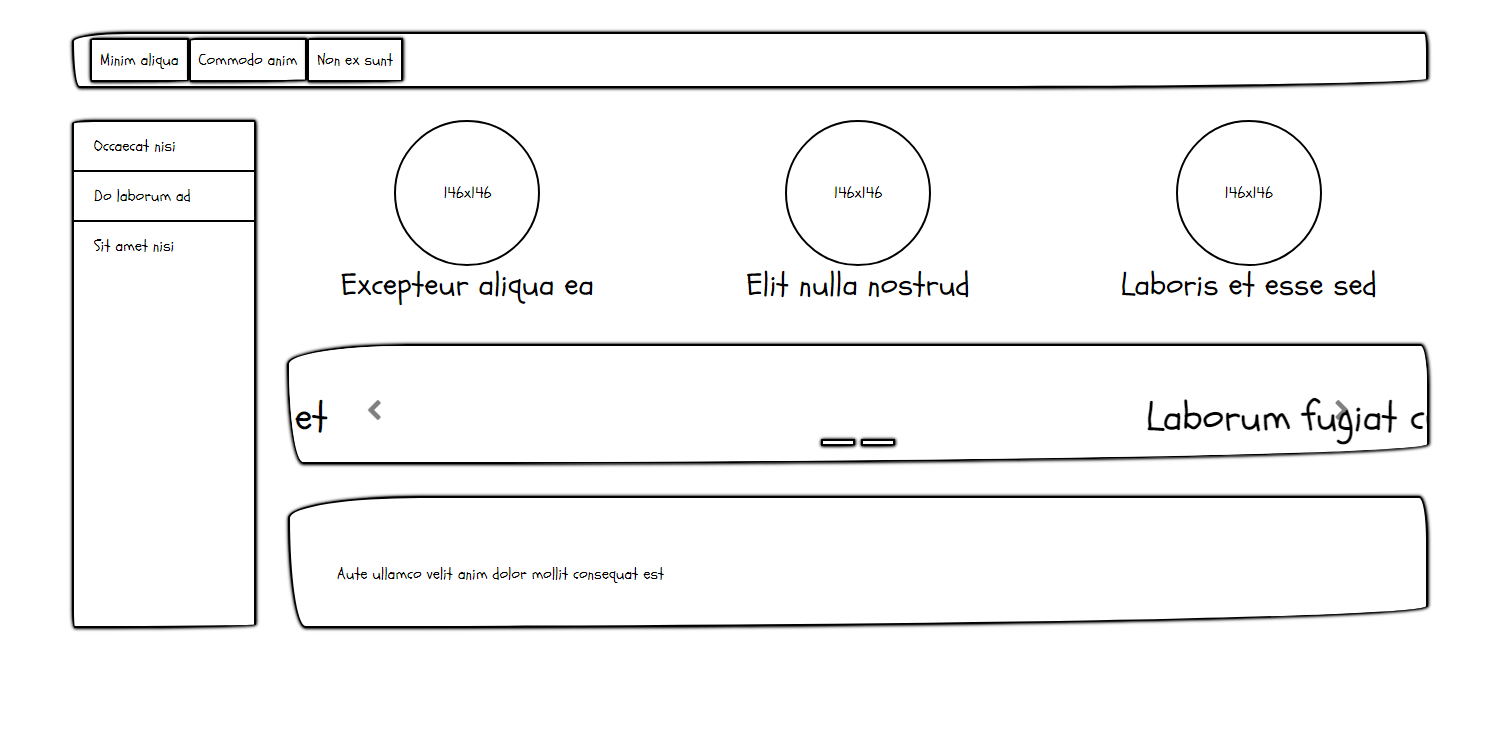 Minim aliqua
Commodo anim
Non ex sunt
Occaecat nisi
Do laborum ad
Sit amet nisi
146x146
146x146
146x146
Excepteur aliqua ea
Elit nulla nostrud
Laboris et esse sed
et
Laborum fugiat c
Aute ullamco velit anim dolor mollit consequat est